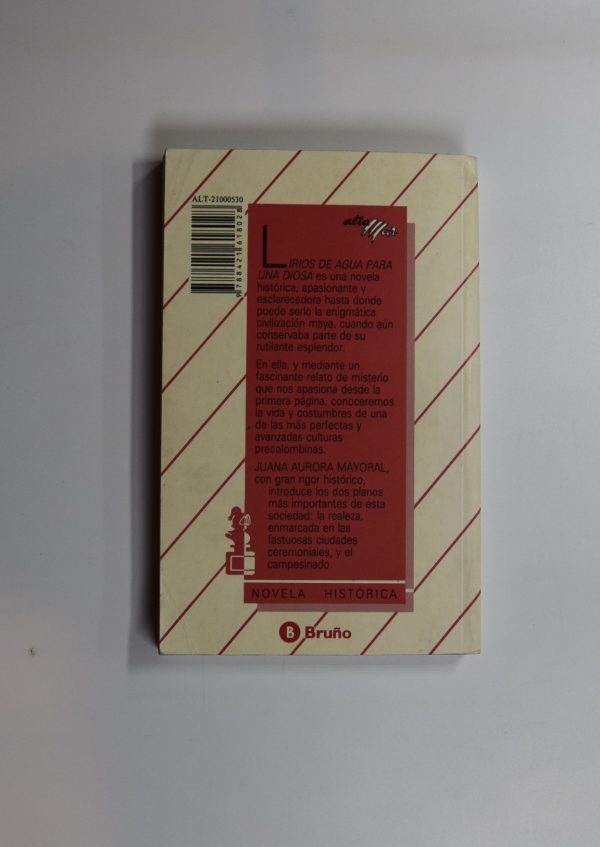 ALT-21000530
9788421618028
alta Mar
LIRIOS DE AGUA PARA
UNA DIOSA es una novela
histórica, apasionante y
esclarecedora hasta donde
puede serlo la enigmática
civilización maya, cuando aún
conservaba parte de su
rutilante esplendor.
En ella, y mediante un
fascinante relato de misterio
que nos apasiona desde la
primera página, conoceremos
la vida y costumbres de una
de las más perfectas y
avanzadas culturas
precolombinas.
JUANA AURORA MAYORAL,
con gran rigor histórico,
introduce los dos planos
más importantes de esta
sociedad: la realeza,
enmarcada en las
fastuosas ciudades
ceremoniales, y el
campesinado.
NOVELA HISTÓRICA
B Bruño